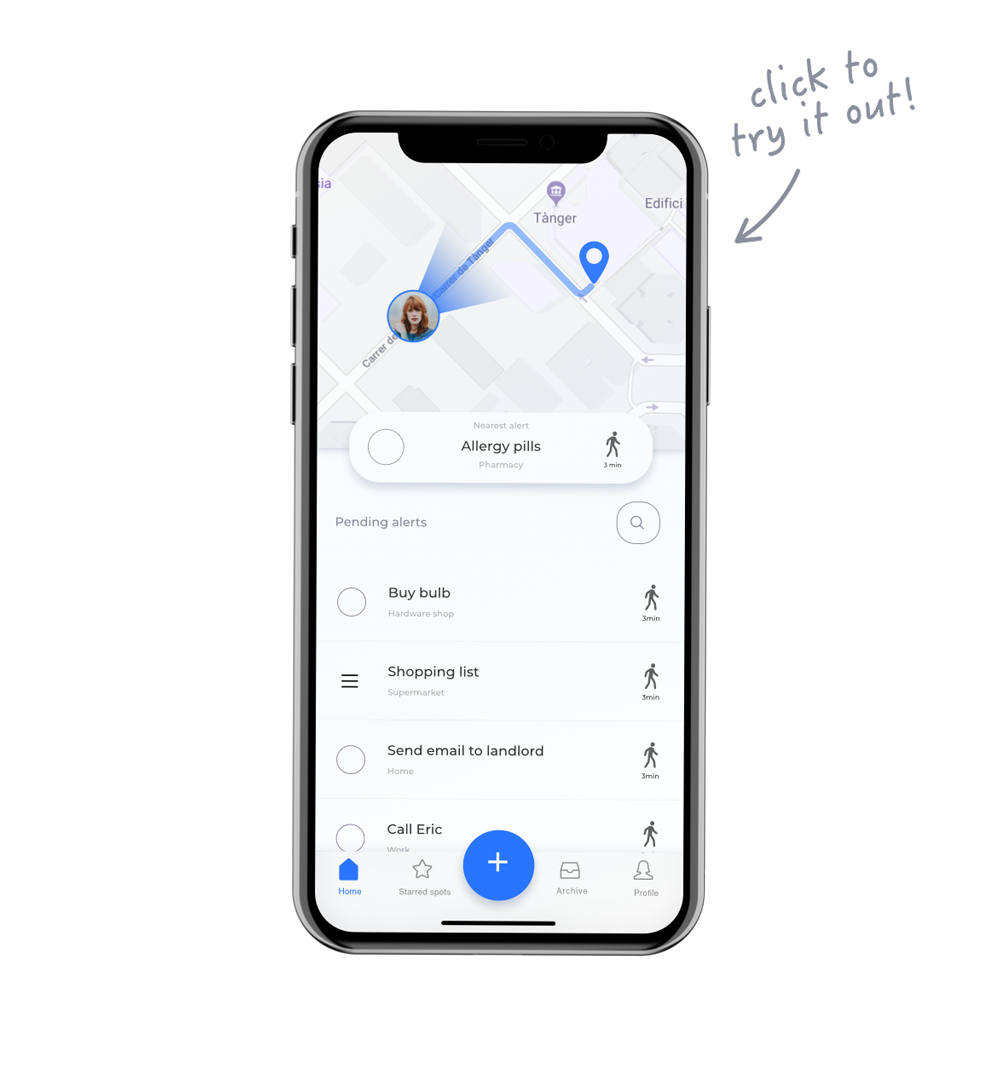 click to
try it out!
sia
Tànger
Edifici
Carrer de Tànger
Carrer de
Nearest alert
Allergy pills
Pharmacy
3 min
Pending alerts
Buy bulb
Hardware shop
3min
Shopping list
Supermarket
3min
Send email to landlord
Home
3min
Call Eric
Work
Home
Starred spots
+
Archive
Profile